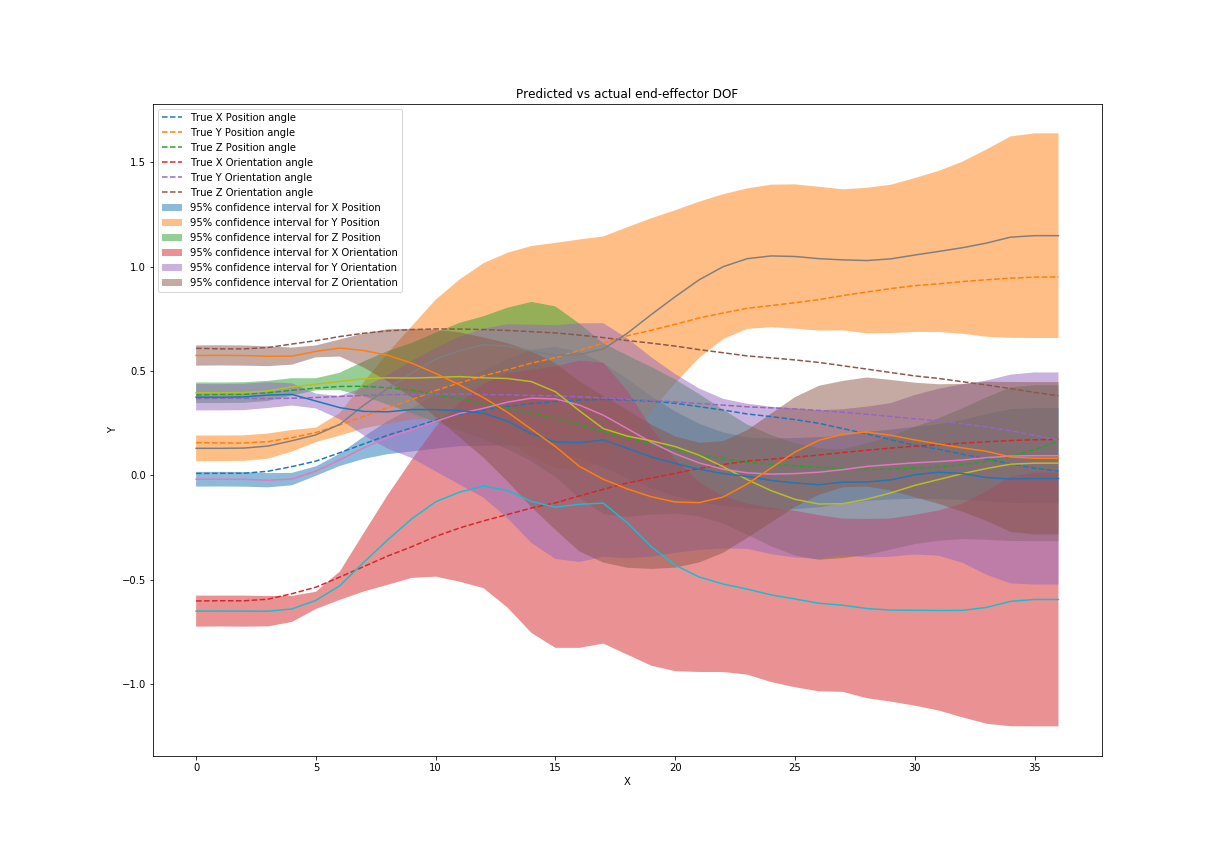 Predicted vs actual end-effector DOF
True X Position angle
True Y Position angle
True Z Position angle
True X Orientation angle
True Y Orientation angle
True Z Orientation angle
95% confidence interval for X Position
95% confidence interval for Y Position
95% confidence interval for Z Position
95% confidence interval for X Orientation
95% confidence interval for Y Orientation
95% confidence interval for Z Orientation
1.5
1.0
0.5
0.0
−0.5
−1.0
Y
0 5 10 15 20 25 30 35
X